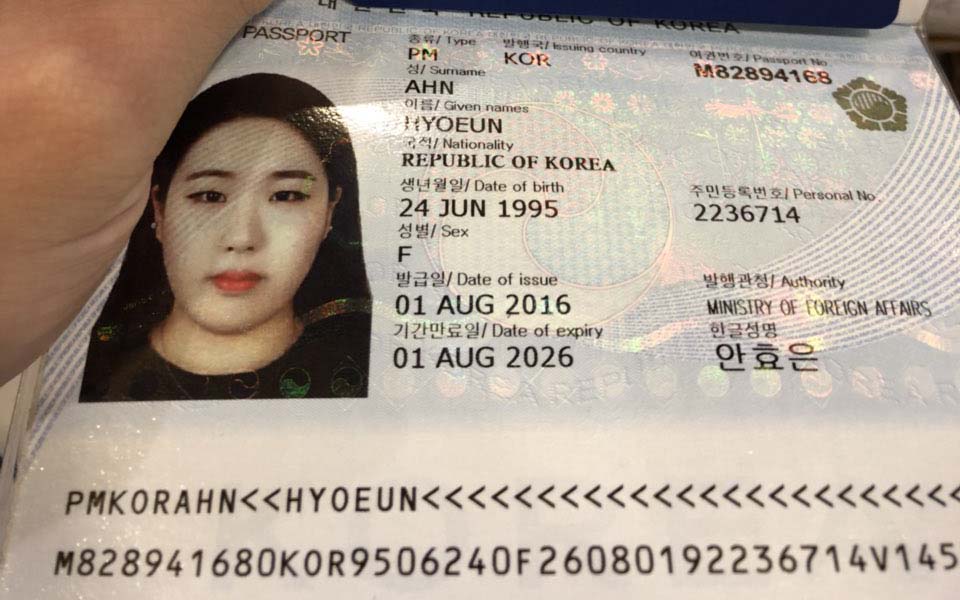 대한민국 REPUBLIC OF KOREA
PASSPORT
종류/ Type 발행국/ Issuing country 여권번호/ Passport No.
PM KOR M82894168
성/ Surname
AHN
이름/ Given names
HYOEUN
국적/ Nationality
REPUBLIC OF KOREA
생년월일/ Date of birth 주민등록번호/ Personal No.
24 JUN 1995 2236714
성별/ Sex
F
발급일/ Date of issue 발행관청/ Authority
01 AUG 2016 MINISTRY OF FOREIGN AFFAIRS
기간만료일/ Date of expiry 한글성명
01 AUG 2026 안효은
PMKORAHN<<HYOEUN<<<<<<<<<<<<<<<<<<<<<<<<<<<
M828941680KOR9506240F26080192236714V145